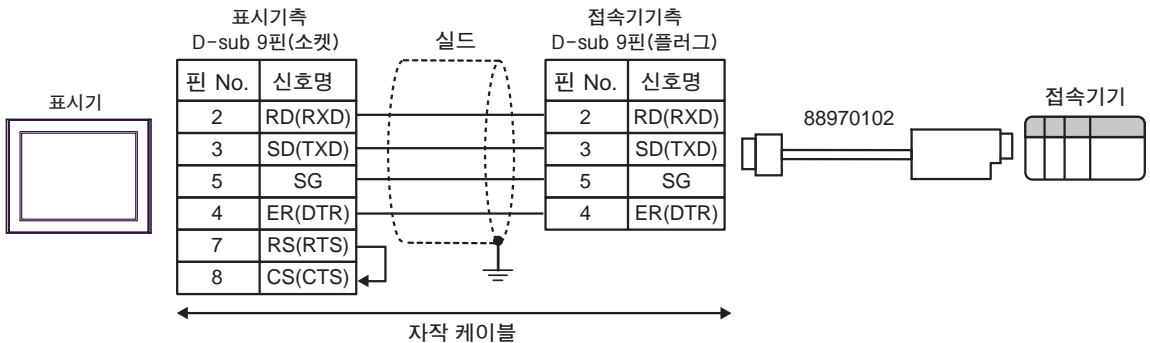 표시기측
D-sub 9핀(소켓)
실드
접속기기측
D-sub 9핀(플러그)
표시기
핀 No. 신호명
2 RD(RXD)
3 SD(TXD)
5 SG
4 ER(DTR)
7 RS(RTS)
8 CS(CTS)
핀 No. 신호명
2 RD(RXD)
3 SD(TXD)
5 SG
4 ER(DTR)
88970102
접속기기
자작 케이블